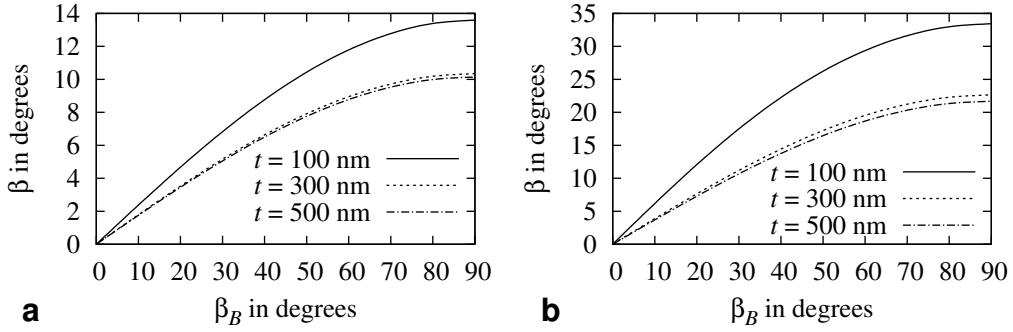 14
12
10
8
6
4
2
0
β in degrees
t = 100 nm
t = 300 nm
t = 500 nm
0 10 20 30 40 50 60 70 80 90
β_B in degrees
a
35
30
25
20
15
10
5
0
β in degrees
t = 100 nm
t = 300 nm
t = 500 nm
0 10 20 30 40 50 60 70 80 90
β_B in degrees
b